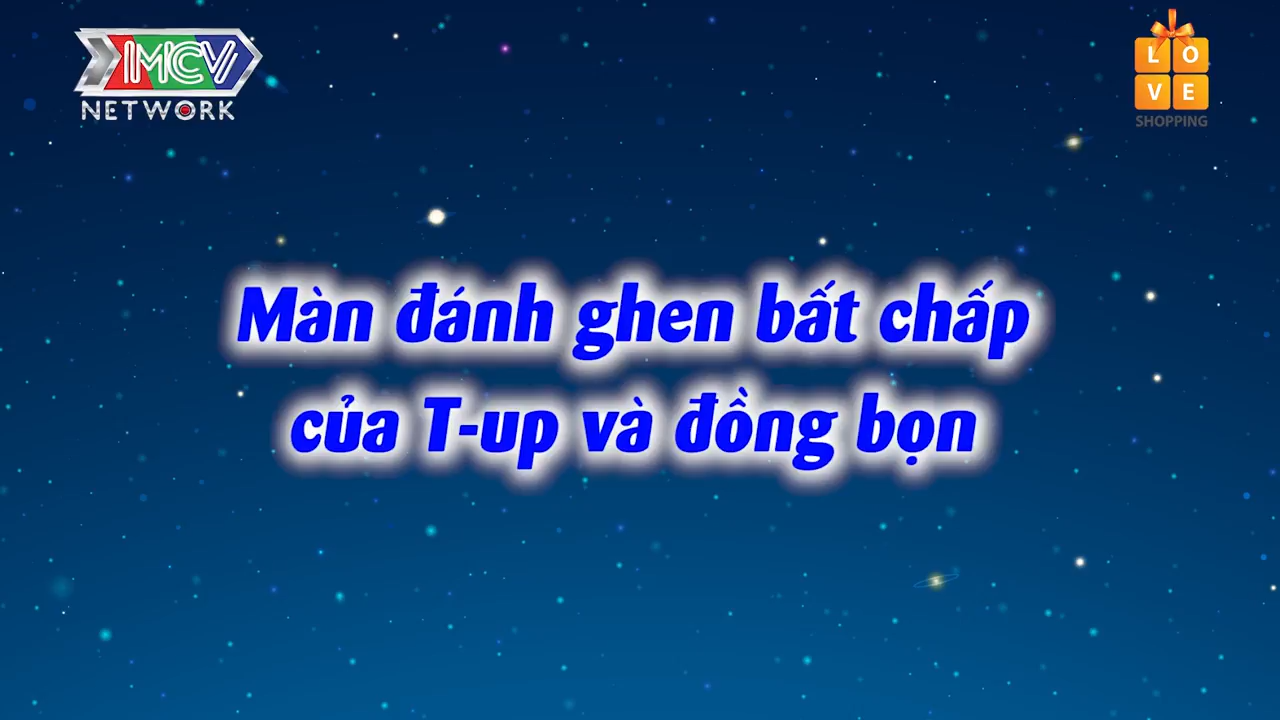 MCV
NETWORK
L O
V E
SHOPPING
Màn đánh ghen bất chấp
của T-up và đồng bọn